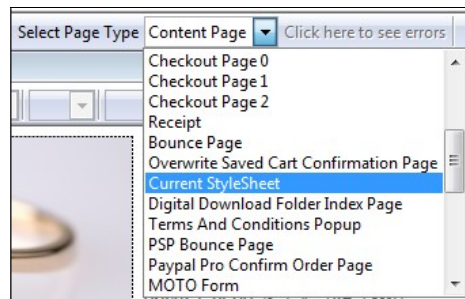 Select Page Type Content Page Click here to see errors
Checkout Page 0
Checkout Page 1
Checkout Page 2
Receipt
Bounce Page
Overwrite Saved Cart Confirmation Page
Current StyleSheet
Digital Download Folder Index Page
Terms And Conditions Popup
PSP Bounce Page
Paypal Pro Confirm Order Page
MOTO Form